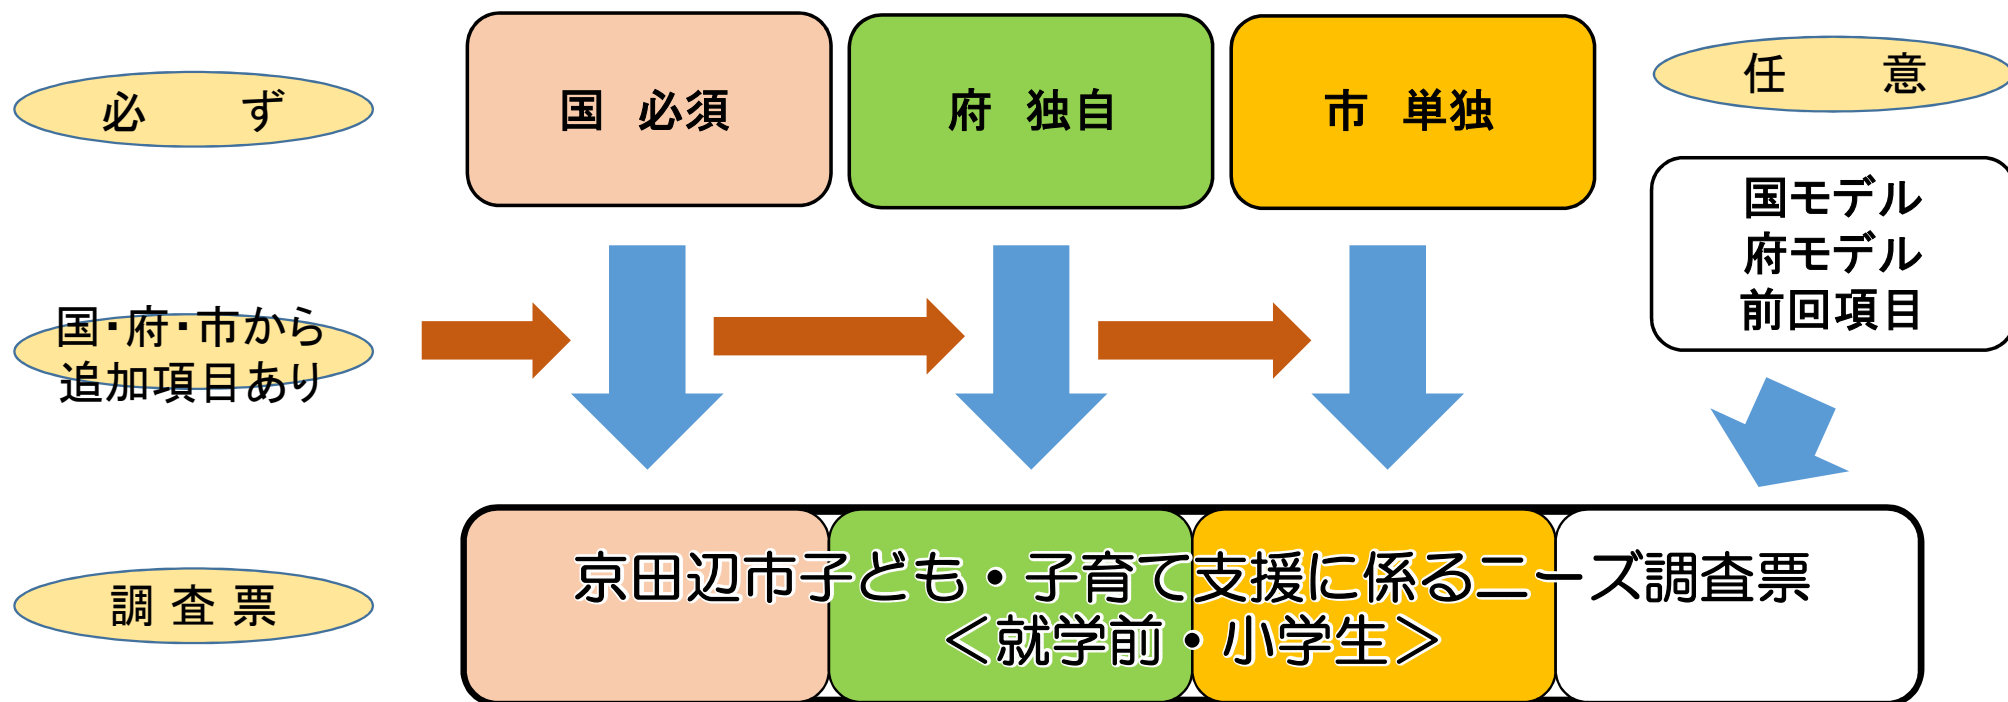 必 ず
国 必須
府 独自
市 単独
任 意
国モデル
府モデル
前回項目
国・府・市から
追加項目あり
調 査 票
京田辺市子ども・子育て支援に係るニーズ調査票
＜就学前・小学生＞